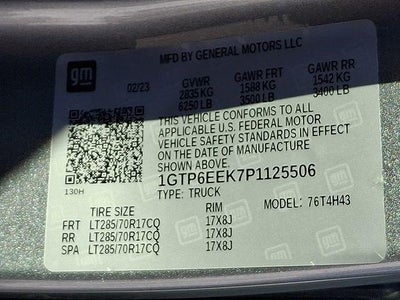 gm
MFD BY GENERAL MOTORS LLC
02/23 GVWR GAWR FRT GAWR RR
2835 KG 1588 KG 1542 KG
6250 LB 3500 LB 3400 LB
THIS VEHICLE CONFORMS TO ALL
APPLICABLE U.S. FEDERAL MOTOR
VEHICLE SAFETY STANDARDS IN EFFECT
ON THE DATE OF MANUFACTURE
SHOWN ABOVE.
130H 1GTP6EEK7P1125506
TYPE: TRUCK
TIRE SIZE RIM MODEL: 76T4H43
FRT LT285/70R17CQ 17X8J
RR LT285/70R17CQ 17X8J
SPA LT285/70R17CQ 17X8J